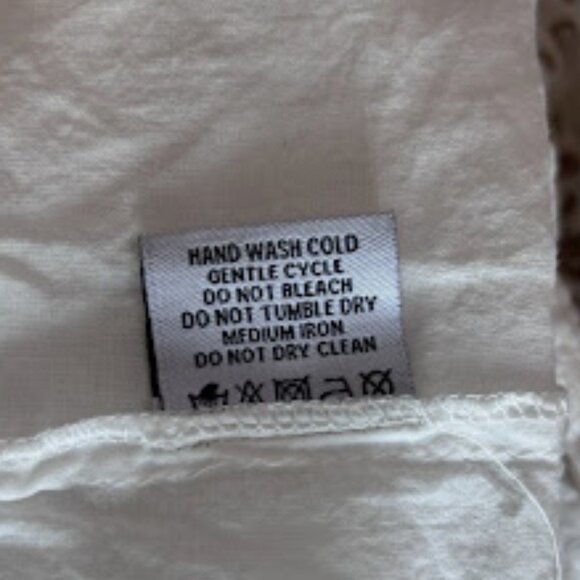 HAND WASH COLD
GENTLE CYCLE
DO NOT BLEACH
DO NOT TUMBLE DRY
MEDIUM IRON
DO NOT DRY CLEAN